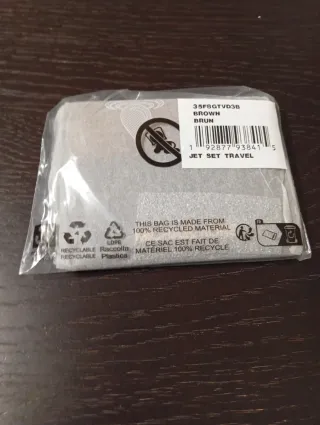 35F8GTVD3B
BROWN
BRUN
1 92877 93841 5
JET SET TRAVEL
THIS BAG IS MADE FROM
100% RECYCLED MATERIAL
CE SAC EST FAIT DE
MATERIEL 100% RECYCLE
RECYCLABLE
RECYCLABLE
LDPE
Raccolta
Plastica